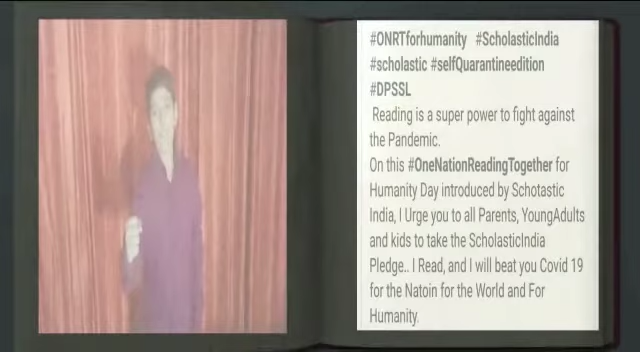 #ONRTforhumanity #ScholasticIndia
#scholastic #selfQuarantineedition
#DPSSL
Reading is a super power to fight against
the Pandemic.
On this #OneNationReadingTogether for
Humanity Day introduced by Schotastic
India, I Urge you to all Parents, YoungAdults
and kids to take the ScholasticIndia
Pledge.. I Read, and I will beat you Covid 19
for the Natoin for the World and For
Humanity.